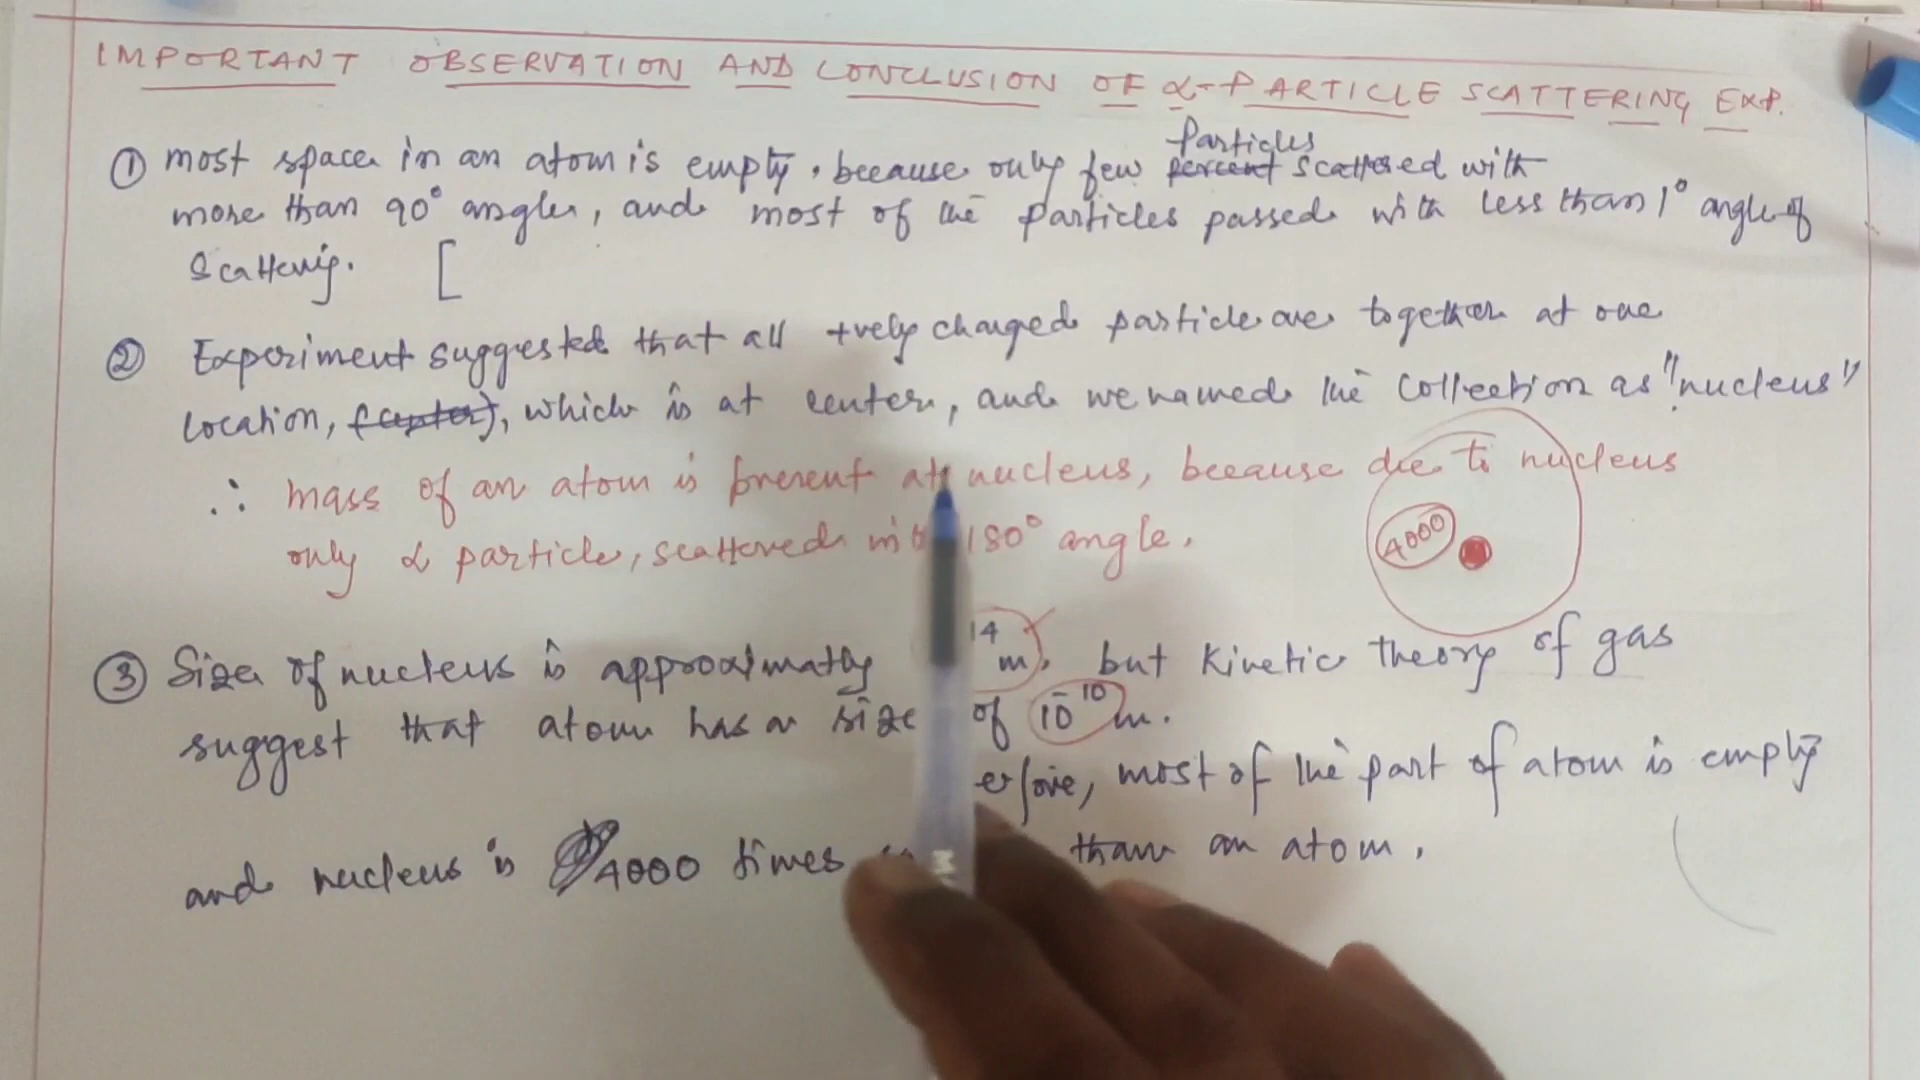 IMPORTANT OBSERVATION AND CONCLUSION OF α-PARTICLE SCATTERING EXP.
① most space in an atom is empty, because only few particles scattered with
more than 90° angle, and most of the particles passed with less than 1° angle of
Scattering. [
② Experiment suggested that all +vely charged particle are together at one
location, (center), which is at center, and we named the collection as "nucleus"
∴ mass of an atom is present at nucleus, because due to nucleus
only α particle, scattered with 180° angle.
4000
③ Size of nucleus is approximatly 14 m, but Kinetic theory of gas
suggest that atom has a size of 10⁻¹⁰ m.
most of the part of atom is empty
and nucleus is 4000 times than an atom.